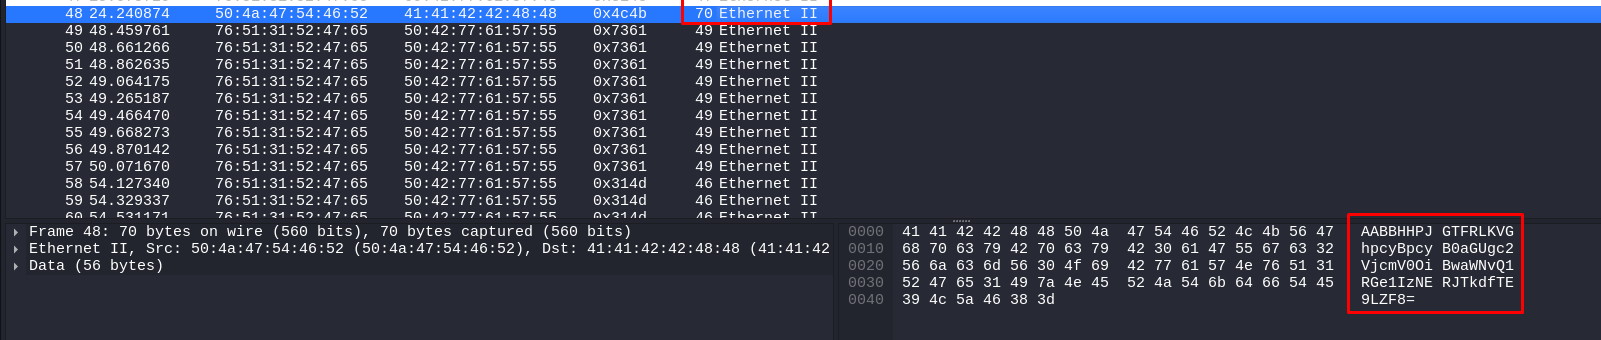 48 24.240874 50:4a:47:54:46:52 41:41:42:42:48:48 0x4c4b 70 Ethernet II
49 48.459761 76:51:31:52:47:65 50:42:77:61:57:55 0x7361 49 Ethernet II
50 48.661266 76:51:31:52:47:65 50:42:77:61:57:55 0x7361 49 Ethernet II
51 48.862635 76:51:31:52:47:65 50:42:77:61:57:55 0x7361 49 Ethernet II
52 49.064175 76:51:31:52:47:65 50:42:77:61:57:55 0x7361 49 Ethernet II
53 49.265187 76:51:31:52:47:65 50:42:77:61:57:55 0x7361 49 Ethernet II
54 49.466470 76:51:31:52:47:65 50:42:77:61:57:55 0x7361 49 Ethernet II
55 49.668273 76:51:31:52:47:65 50:42:77:61:57:55 0x7361 49 Ethernet II
56 49.870142 76:51:31:52:47:65 50:42:77:61:57:55 0x7361 49 Ethernet II
57 50.071670 76:51:31:52:47:65 50:42:77:61:57:55 0x7361 49 Ethernet II
58 54.127340 76:51:31:52:47:65 50:42:77:61:57:55 0x314d 46 Ethernet II
59 54.329337 76:51:31:52:47:65 50:42:77:61:57:55 0x314d 46 Ethernet II
60 54.531171 76:51:31:52:47:65 50:42:77:61:57:55 0x314d 46 Ethernet II
Frame 48: 70 bytes on wire (560 bits), 70 bytes captured (560 bits)
Ethernet II, Src: 50:4a:47:54:46:52 (50:4a:47:54:46:52), Dst: 41:41:42:42:48:48 (41:41:42
Data (56 bytes)
0000 41 41 42 42 48 48 50 4a 47 54 46 52 4c 4b 56 47 AABBHHPJ GTFRLKVG
0010 68 70 63 79 42 70 63 79 42 30 61 47 55 67 63 32 hpcyBpcy B0aGUgc2
0020 56 6a 63 6d 56 30 4f 69 42 77 61 57 4e 76 51 31 VjcmV0Oi BwaWNvQ1
0030 52 47 65 31 49 7a 4e 45 52 4a 54 6b 64 66 54 45 RGe1IzNE RJTkdfTE
0040 39 4c 5a 46 38 3d 9LZF8=